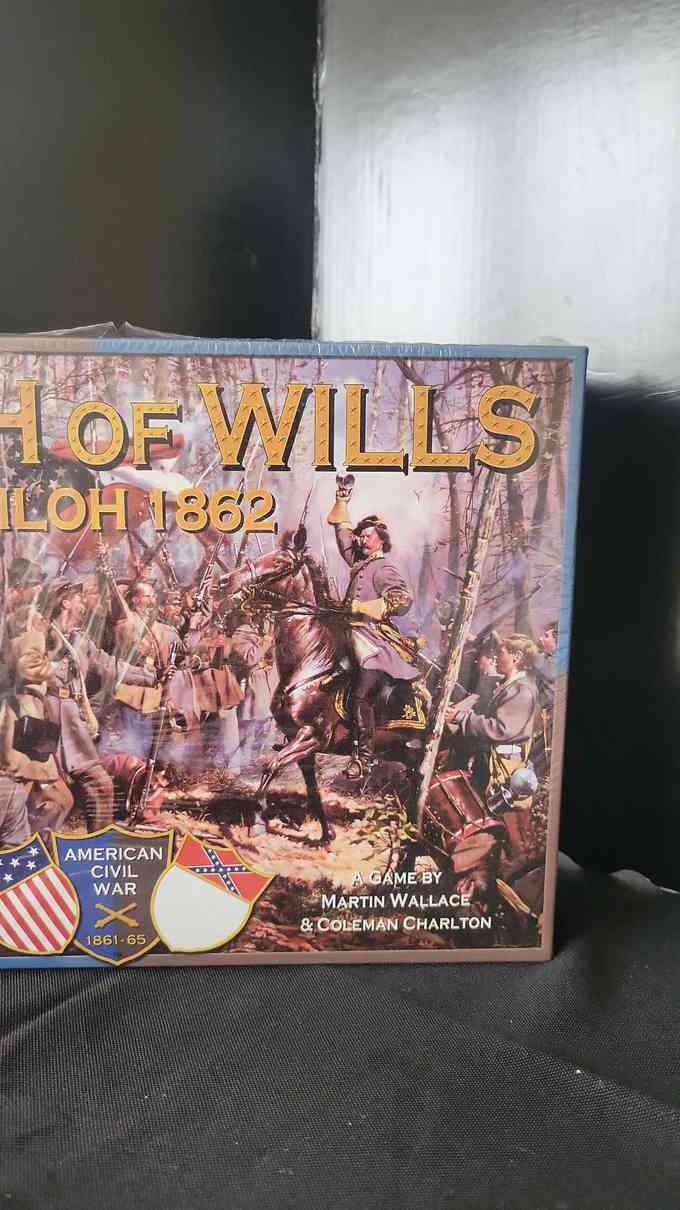 H OF WILLS
ILOH 1862
AMERICAN
CIVIL
WAR
1861-65
A GAME BY
MARTIN WALLACE
& COLEMAN CHARLTON